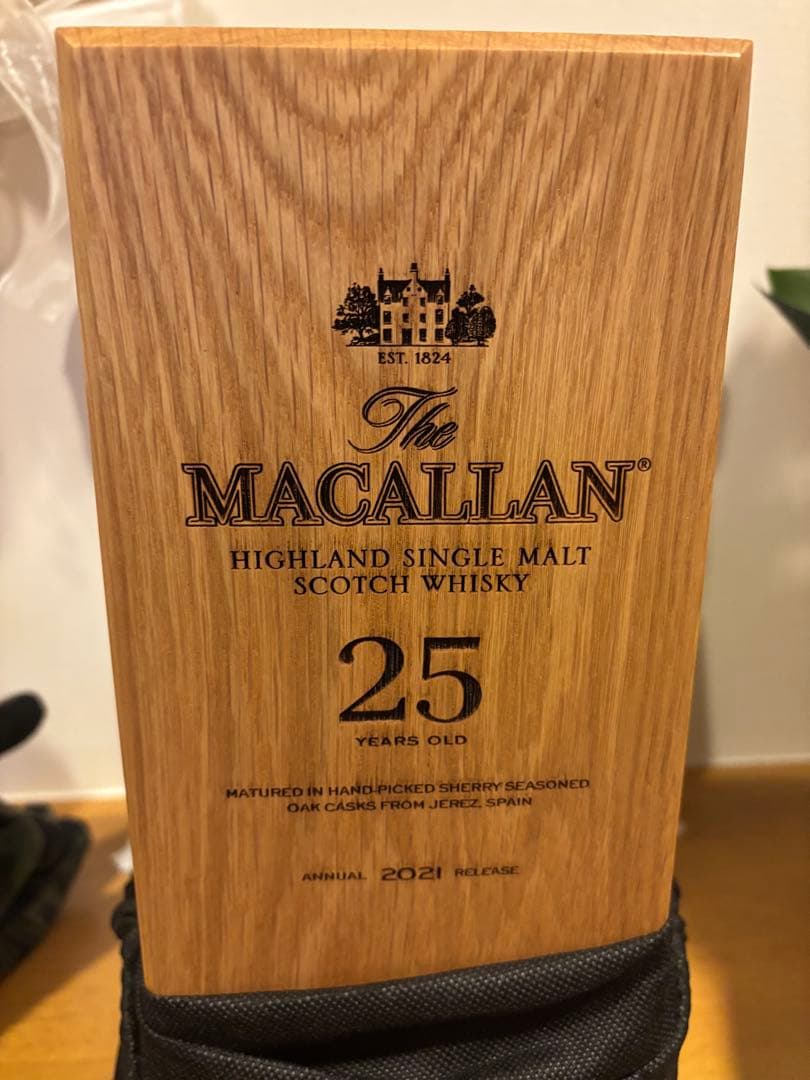 EST. 1824
The
MACALLAN®
HIGHLAND SINGLE MALT
SCOTCH WHISKY
25
YEARS OLD
MATURED IN HAND-PICKED SHERRY SEASONED
OAK CASKS FROM JEREZ, SPAIN
ANNUAL 2021 RELEASE